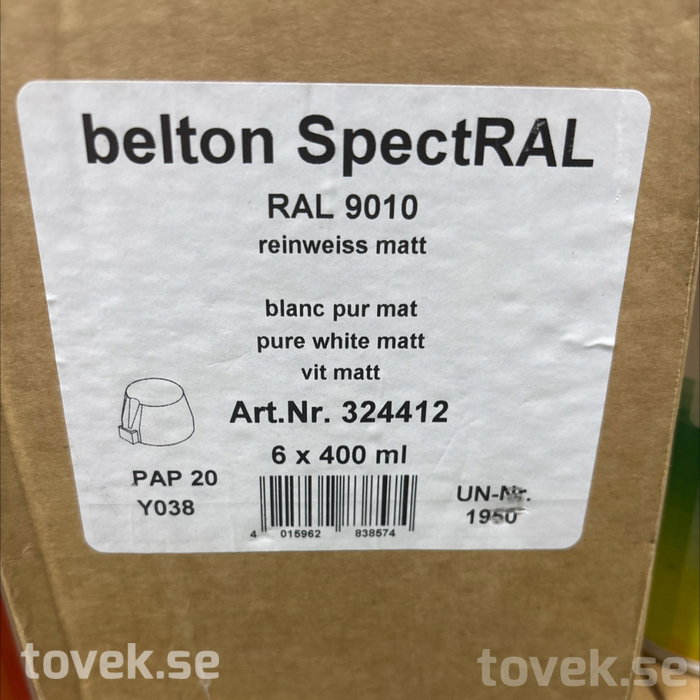 belton SpectRAL
RAL 9010
reinweiss matt
blanc pur mat
pure white matt
vit matt
Art.Nr. 324412
6 x 400 ml
PAP 20
Y038
UN-Nr.
1950
4 015962 838574
tovek.se
tovek.se